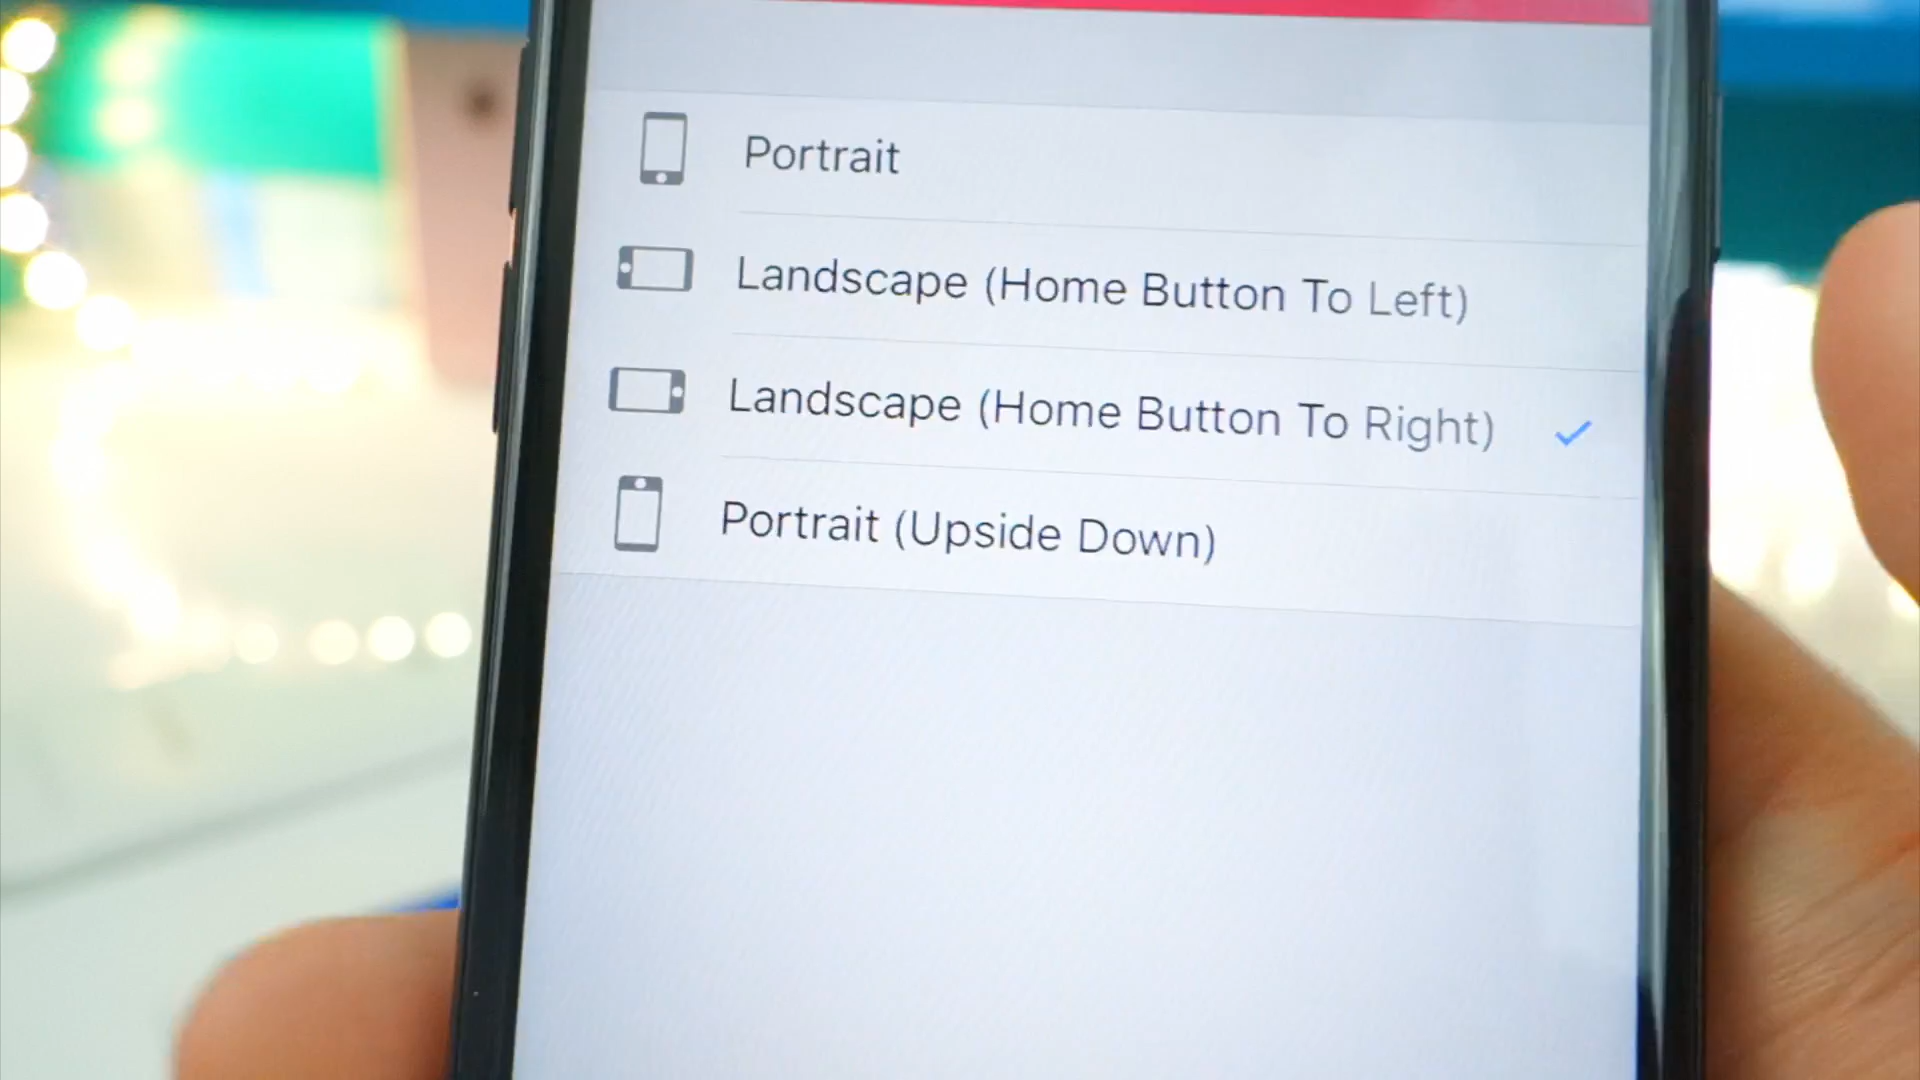 Portrait
Landscape (Home Button To Left)
Landscape (Home Button To Right)
Portrait (Upside Down)